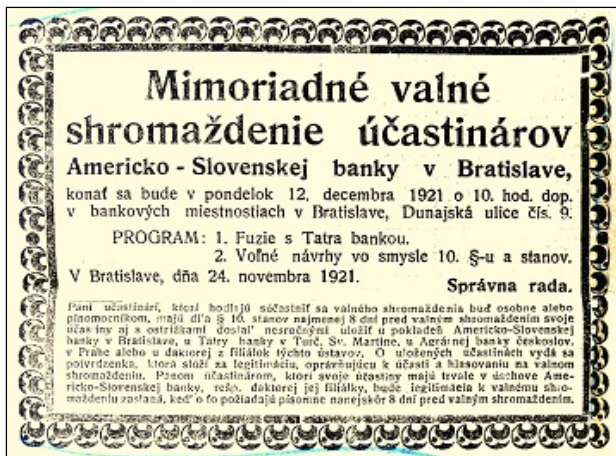 Mimoriadné valné
shromaždenie účastinárov
Americko - Slovenskej banky v Bratislave,
konať sa bude v pondelok 12. decembra 1921 o 10. hod. dop.
v bankových miestnostiach v Bratislave, Dunajská ulice čís. 9.
PROGRAM: 1. Fuzie s Tatra bankou.
2. Voľné návrhy vo smysle 10. §-u a stanov.
V Bratislave, dňa 24. novembra 1921.
Správna rada.
Páni účastinári, ktorí hodlajú súčastniť sa valného shromaždenia buď osobne alebo
plnomocníkom, majú dľa § 10. stanov najmenej 8 dní pred valným shromaždením svoje
účastiny aj s ostrižkami dosiaľ nesročnými uložiť u pokladeň Americko-Slovenskej
banky v Bratislave, u Tatry banky v Turč. Sv. Martine, u Agrárnej banky českoslov.
v Prahe alebo u daktorej z filiálok týchto ústavov. O uložených účastinách vydá sa
potvrdzenka, ktorá slúži za legitimáciu, oprávňujúcu k účasti a hlasovaniu na valnom
shromaždení. Pánom účastinárom, ktorí svoje účastiny majú trvale v úschove Ame-
ricko-Slovenskej banky, resp. daktorej jej filiálky, bude legitimácia k valnému shro-
maždeniu zaslaná, keď o to požiadajú písomne nanejskôr 8 dní pred valným shromaždením.